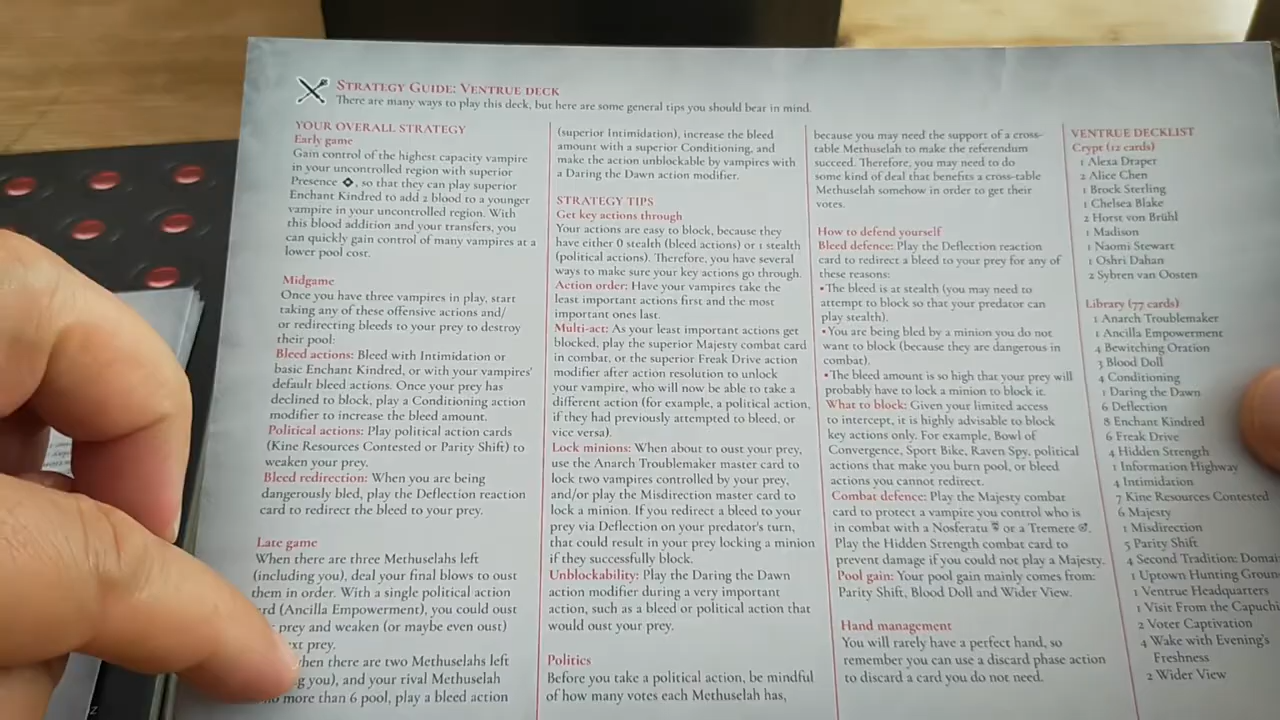 Strategy Guide: Ventrue deck
There are many ways to play this deck, but here are some general tips you should bear in mind.
YOUR OVERALL STRATEGY
Early game
Gain control of the highest capacity vampire
in your uncontrolled region with superior
Presence , so that they can play superior
Enchant Kindred to add 2 blood to a younger
vampire in your uncontrolled region. With
this blood addition and your transfers, you
can quickly gain control of many vampires at a
lower pool cost.
Midgame
Once you have three vampires in play, start
taking any of these offensive actions and/
or redirecting bleeds to your prey to destroy
their pool:
Bleed actions: Bleed with Intimidation or
basic Enchant Kindred, or with your vampires'
default bleed actions. Once your prey has
declined to block, play a Conditioning action
modifier to increase the bleed amount.
Political actions: Play political action cards
(Kine Resources Contested or Parity Shift) to
weaken your prey.
Bleed redirection: When you are being
dangerously bled, play the Deflection reaction
card to redirect the bleed to your prey.
Late game
When there are three Methuselahs left
(including you), deal your final blows to oust
them in order. With a single political action
(Ancilla Empowerment), you could oust
prey and weaken (or maybe even oust)
prey.
when there are two Methuselahs left
you), and your rival Methuselah
more than 6 pool, play a bleed action
(superior Intimidation), increase the bleed
amount with a superior Conditioning, and
make the action unblockable by vampires with
a Daring the Dawn action modifier.
STRATEGY TIPS
Get key actions through
Your actions are easy to block, because they
have either 0 stealth (bleed actions) or 1 stealth
(political actions). Therefore, you have several
ways to make sure your key actions go through.
Action order: Have your vampires take the
least important actions first and the most
important ones last.
Multi-act: As your least important actions get
blocked, play the superior Majesty combat card
in combat, or the superior Freak Drive action
modifier after action resolution to unlock
your vampire, who will now be able to take a
different action (for example, a political action,
if they had previously attempted to bleed, or
vice versa).
Lock minions: When about to oust your prey,
use the Anarch Troublemaker master card to
lock two vampires controlled by your prey,
and/or play the Misdirection master card to
lock a minion. If you redirect a bleed to your
prey via Deflection on your predator's turn,
that could result in your prey locking a minion
if they successfully block.
Unblockability: Play the Daring the Dawn
action modifier during a very important
action, such as a bleed or political action that
would oust your prey.
Politics
Before you take a political action, be mindful
of how many votes each Methuselah has,
because you may need the support of a cross-
table Methuselah to make the referendum
succeed. Therefore, you may need to do
some kind of deal that benefits a cross-table
Methuselah somehow in order to get their
votes.
How to defend yourself
Bleed defence: Play the Deflection reaction
card to redirect a bleed to your prey for any of
these reasons:
•The bleed is at stealth (you may need to
attempt to block so that your predator can
play stealth).
•You are being bled by a minion you do not
want to block (because they are dangerous in
combat).
•The bleed amount is so high that your prey will
probably have to lock a minion to block it.
What to block: Given your limited access
to intercept, it is highly advisable to block
key actions only. For example, Bowl of
Convergence, Sport Bike, Raven Spy, political
actions that make you burn pool, or bleed
actions you cannot redirect.
Combat defence: Play the Majesty combat
card to protect a vampire you control who is
in combat with a Nosferatu or a Tremere .
Play the Hidden Strength combat card to
prevent damage if you could not play a Majesty.
Pool gain: Your pool gain mainly comes from:
Parity Shift, Blood Doll and Wider View.
Hand management
You will rarely have a perfect hand, so
remember you can use a discard phase action
to discard a card you do not need.
VENTRUE DECKLIST
Crypt (12 cards)
1 Alexa Draper
2 Alice Chen
1 Brock Sterling
1 Chelsea Blake
2 Horst von Brühl
1 Madison
1 Naomi Stewart
1 Oshri Dahan
2 Sybren van Oosten
Library (77 cards)
1 Anarch Troublemaker
1 Ancilla Empowerment
4 Bewitching Oration
3 Blood Doll
4 Conditioning
1 Daring the Dawn
6 Deflection
8 Enchant Kindred
6 Freak Drive
4 Hidden Strength
1 Information Highway
4 Intimidation
7 Kine Resources Contested
6 Majesty
1 Misdirection
5 Parity Shift
4 Second Tradition:
1 Uptown Hunting
1 Ventrue Headquarters
1 Visit From the
2 Voter Captivation
4 Wake with Evening's
Freshness
2 Wider View